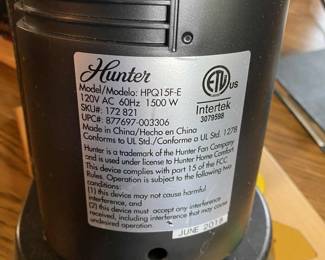 Hunter
Model/Modelo: HPQ15F-E
120V AC 60Hz 1500 W
SKU#: 172 821
UPC#: 877697-003306
Made in China/Hecho en China
Conforms to UL Std./Conforme a UL Std. 1278
ETL US
Intertek
3079598
Hunter is a trademark of the Hunter Fan Company
and is used under license to Hunter Home Comfort
This device complies with part 15 of the FCC
Rules. Operation is subject to the following two
conditions:
(1) this device may not cause harmful
interference, and
(2) this device must accept any interference
received, including interference that may cause
undesired operation
JUNE 2018